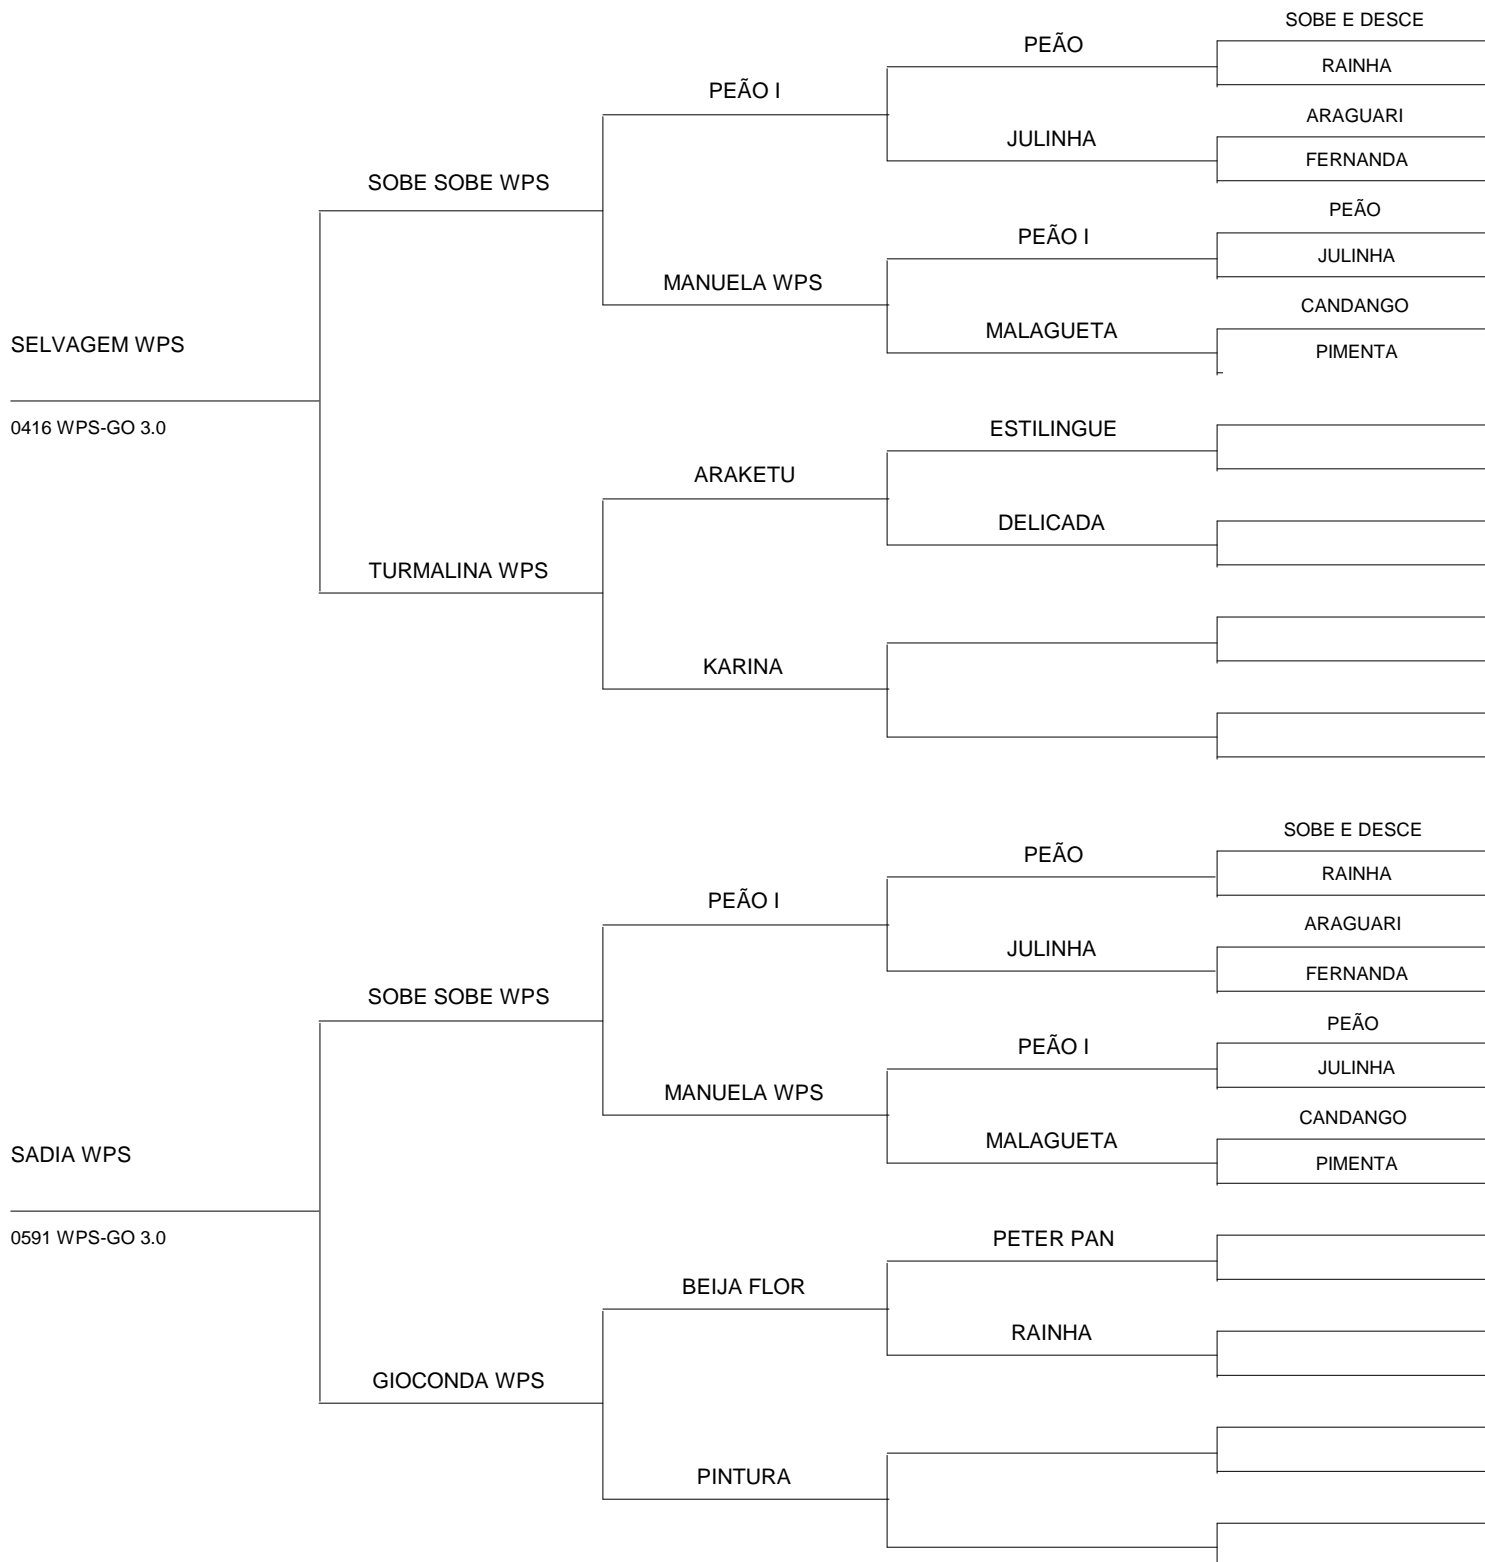 SOBE E DESCE
PEÃO
RAINHA
PEÃO I
ARAGUARI
JULINHA
FERNANDA
SOBE SOBE WPS
PEÃO
PEÃO I
JULINHA
MANUELA WPS
CANDANGO
MALAGUETA
SELVAGEM WPS
PIMENTA
0416 WPS-GO 3.0
ESTILINGUE
ARAKETU
DELICADA
TURMALINA WPS
KARINA
SOBE E DESCE
PEÃO
RAINHA
PEÃO I
ARAGUARI
JULINHA
FERNANDA
SOBE SOBE WPS
PEÃO
PEÃO I
JULINHA
MANUELA WPS
CANDANGO
MALAGUETA
SADIA WPS
PIMENTA
0591 WPS-GO 3.0
PETER PAN
BEIJA FLOR
RAINHA
GIOCONDA WPS
PINTURA